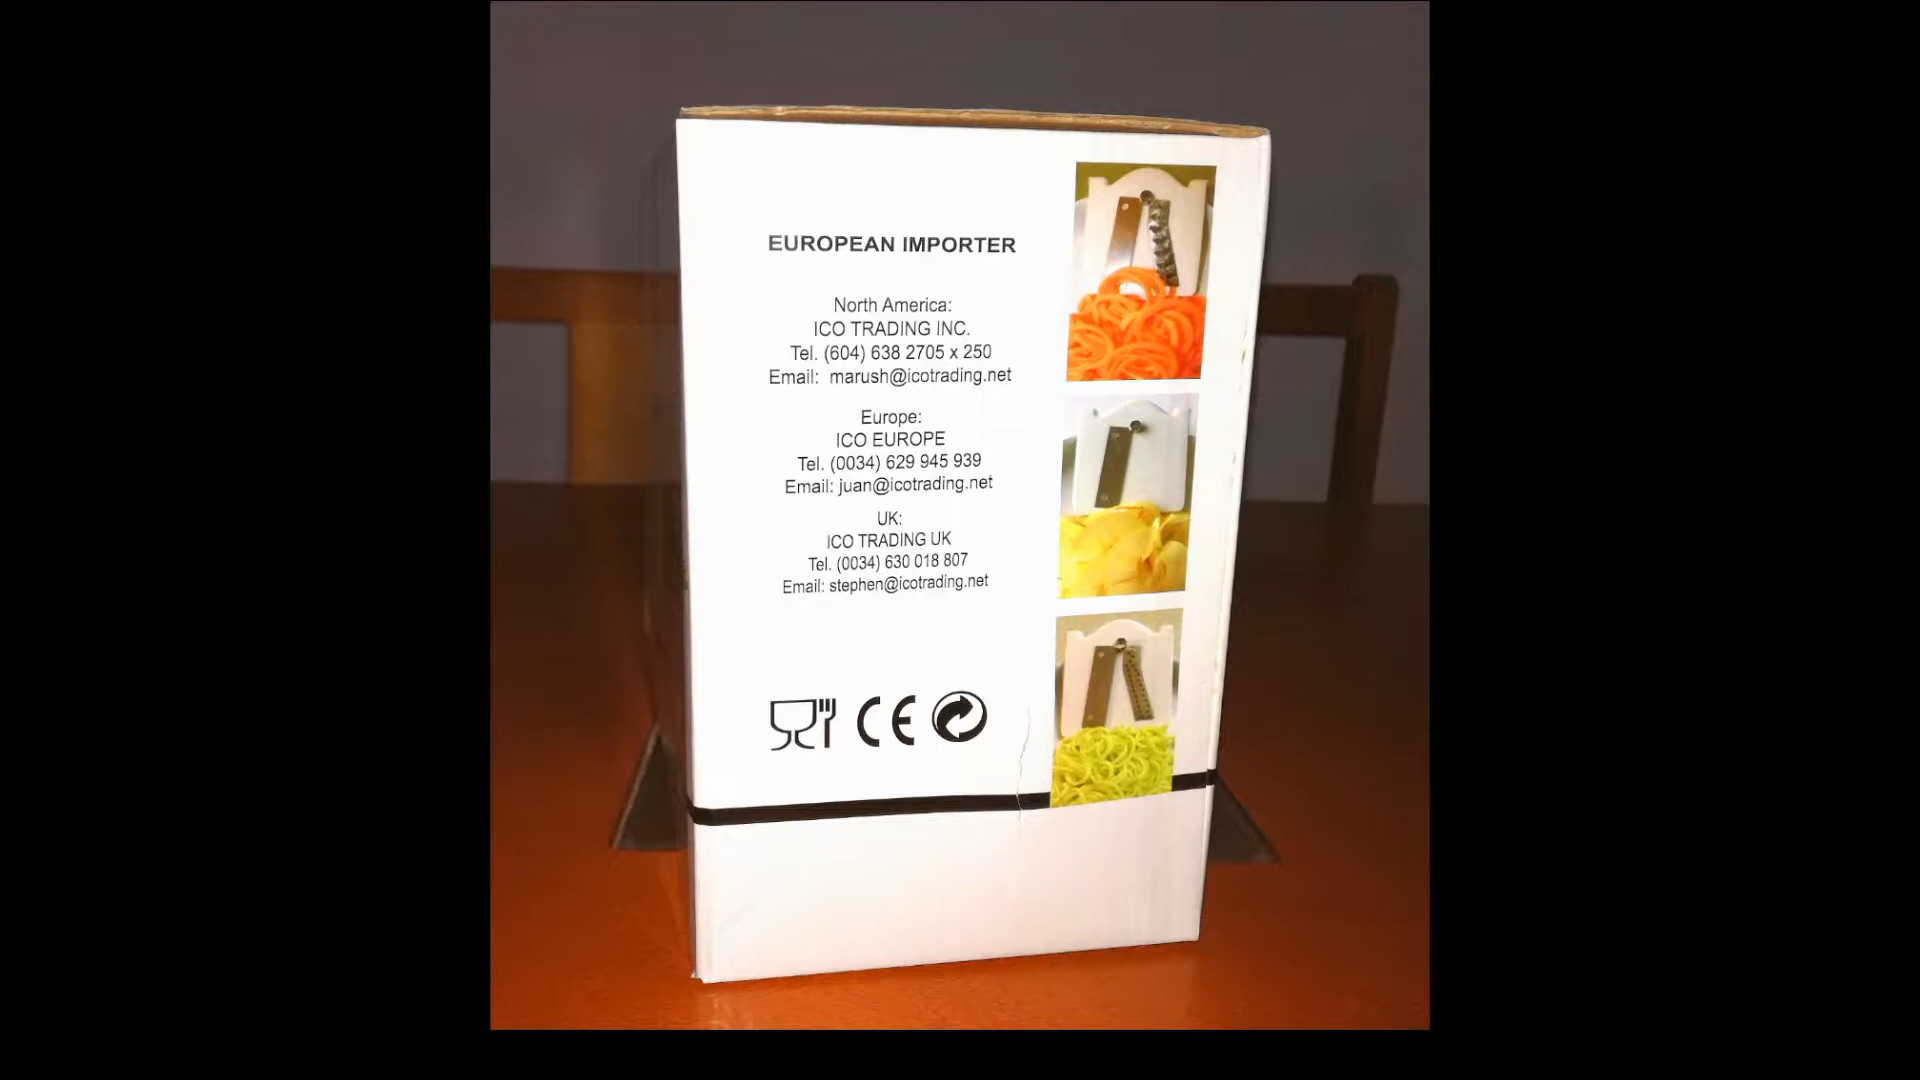 EUROPEAN IMPORTER
North America:
ICO TRADING INC.
Tel. (604) 638 2705 x 250
Email: marush@icotrading.net
Europe:
ICO EUROPE
Tel. (0034) 629 945 939
Email: juan@icotrading.net
UK:
ICO TRADING UK
Tel. (0034) 630 018 807
Email: stephen@icotrading.net
CE